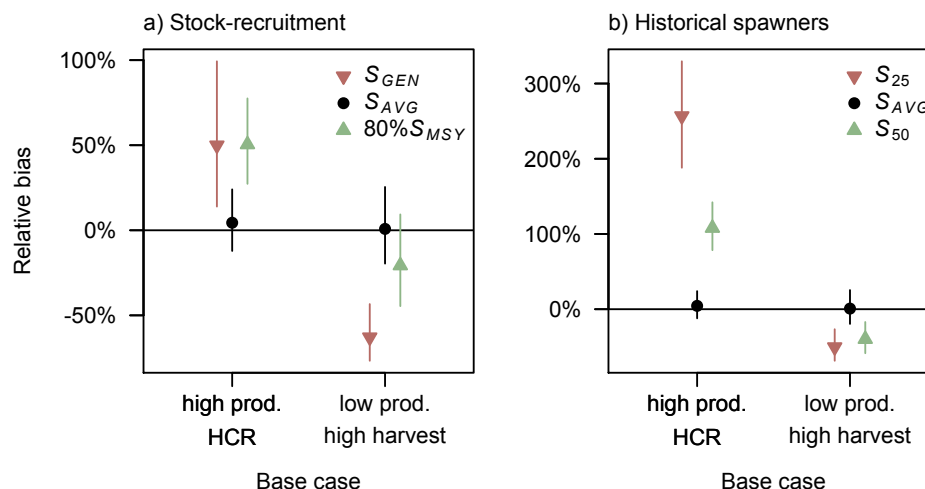 a) Stock-recruitment
100%
50%
0%
-50%
Relative bias
S_GEN
S_AVG
80%S_MSY
high prod.
HCR
low prod.
high harvest
Base case
b) Historical spawners
300%
200%
100%
0%
S_25
S_AVG
S_50
high prod.
HCR
low prod.
high harvest
Base case